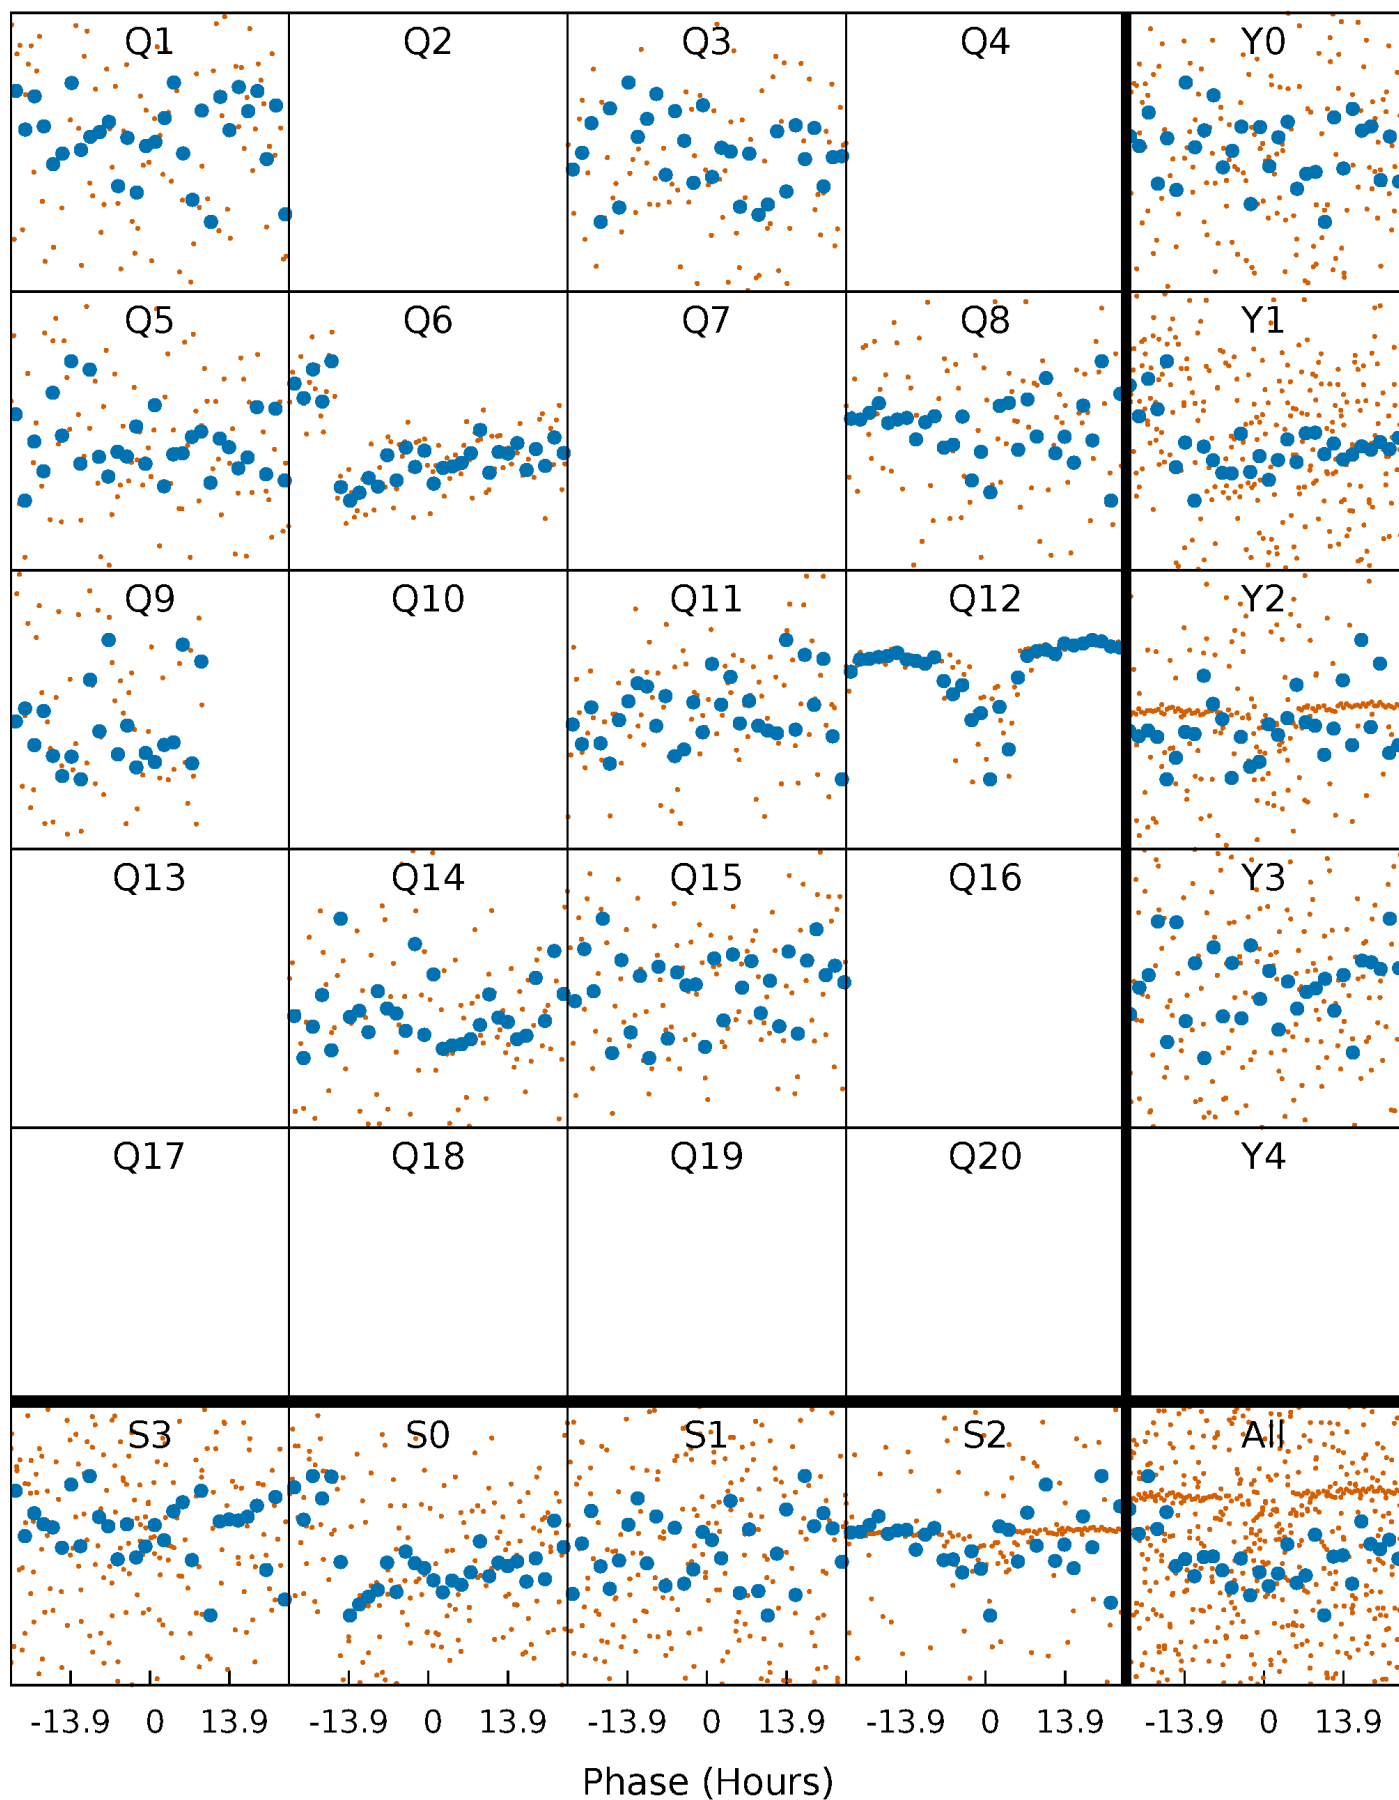 Q1 Q2 Q3 Q4 Y0
Q5 Q6 Q7 Q8 Y1
Q9 Q10 Q11 Q12 Y2
Q13 Q14 Q15 Q16 Y3
Q17 Q18 Q19 Q20 Y4
S3 S0 S1 S2 All
-13.9 0 13.9 -13.9 0 13.9 -13.9 0 13.9 -13.9 0 13.9 -13.9 0 13.9
Phase (Hours)